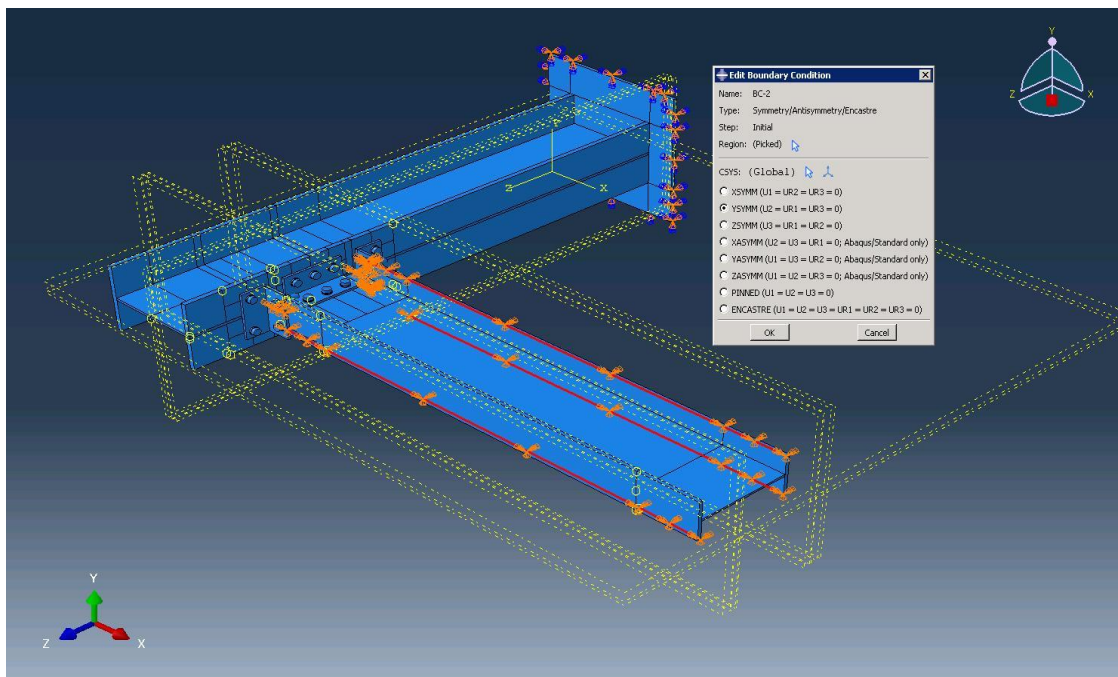 Edit Boundary Condition
Name: BC-2
Type: Symmetry/Antisymmetry/Encastre
Step: Initial
Region: (Picked)
CSYS: (Global)
XSYMM (U1 = UR2 = UR3 = 0)
YSYMM (U2 = UR1 = UR3 = 0)
ZSYMM (U3 = UR1 = UR2 = 0)
XASYMM (U2 = U3 = UR1 = 0; Abaqus/Standard only)
YASYMM (U1 = U3 = UR2 = 0; Abaqus/Standard only)
ZASYMM (U1 = U2 = UR3 = 0; Abaqus/Standard only)
PINNED (U1 = U2 = U3 = 0)
ENCASTRE (U1 = U2 = U3 = UR1 = UR2 = UR3 = 0)
OK Cancel
Y
Z X
Y
Z X
Y
Z X